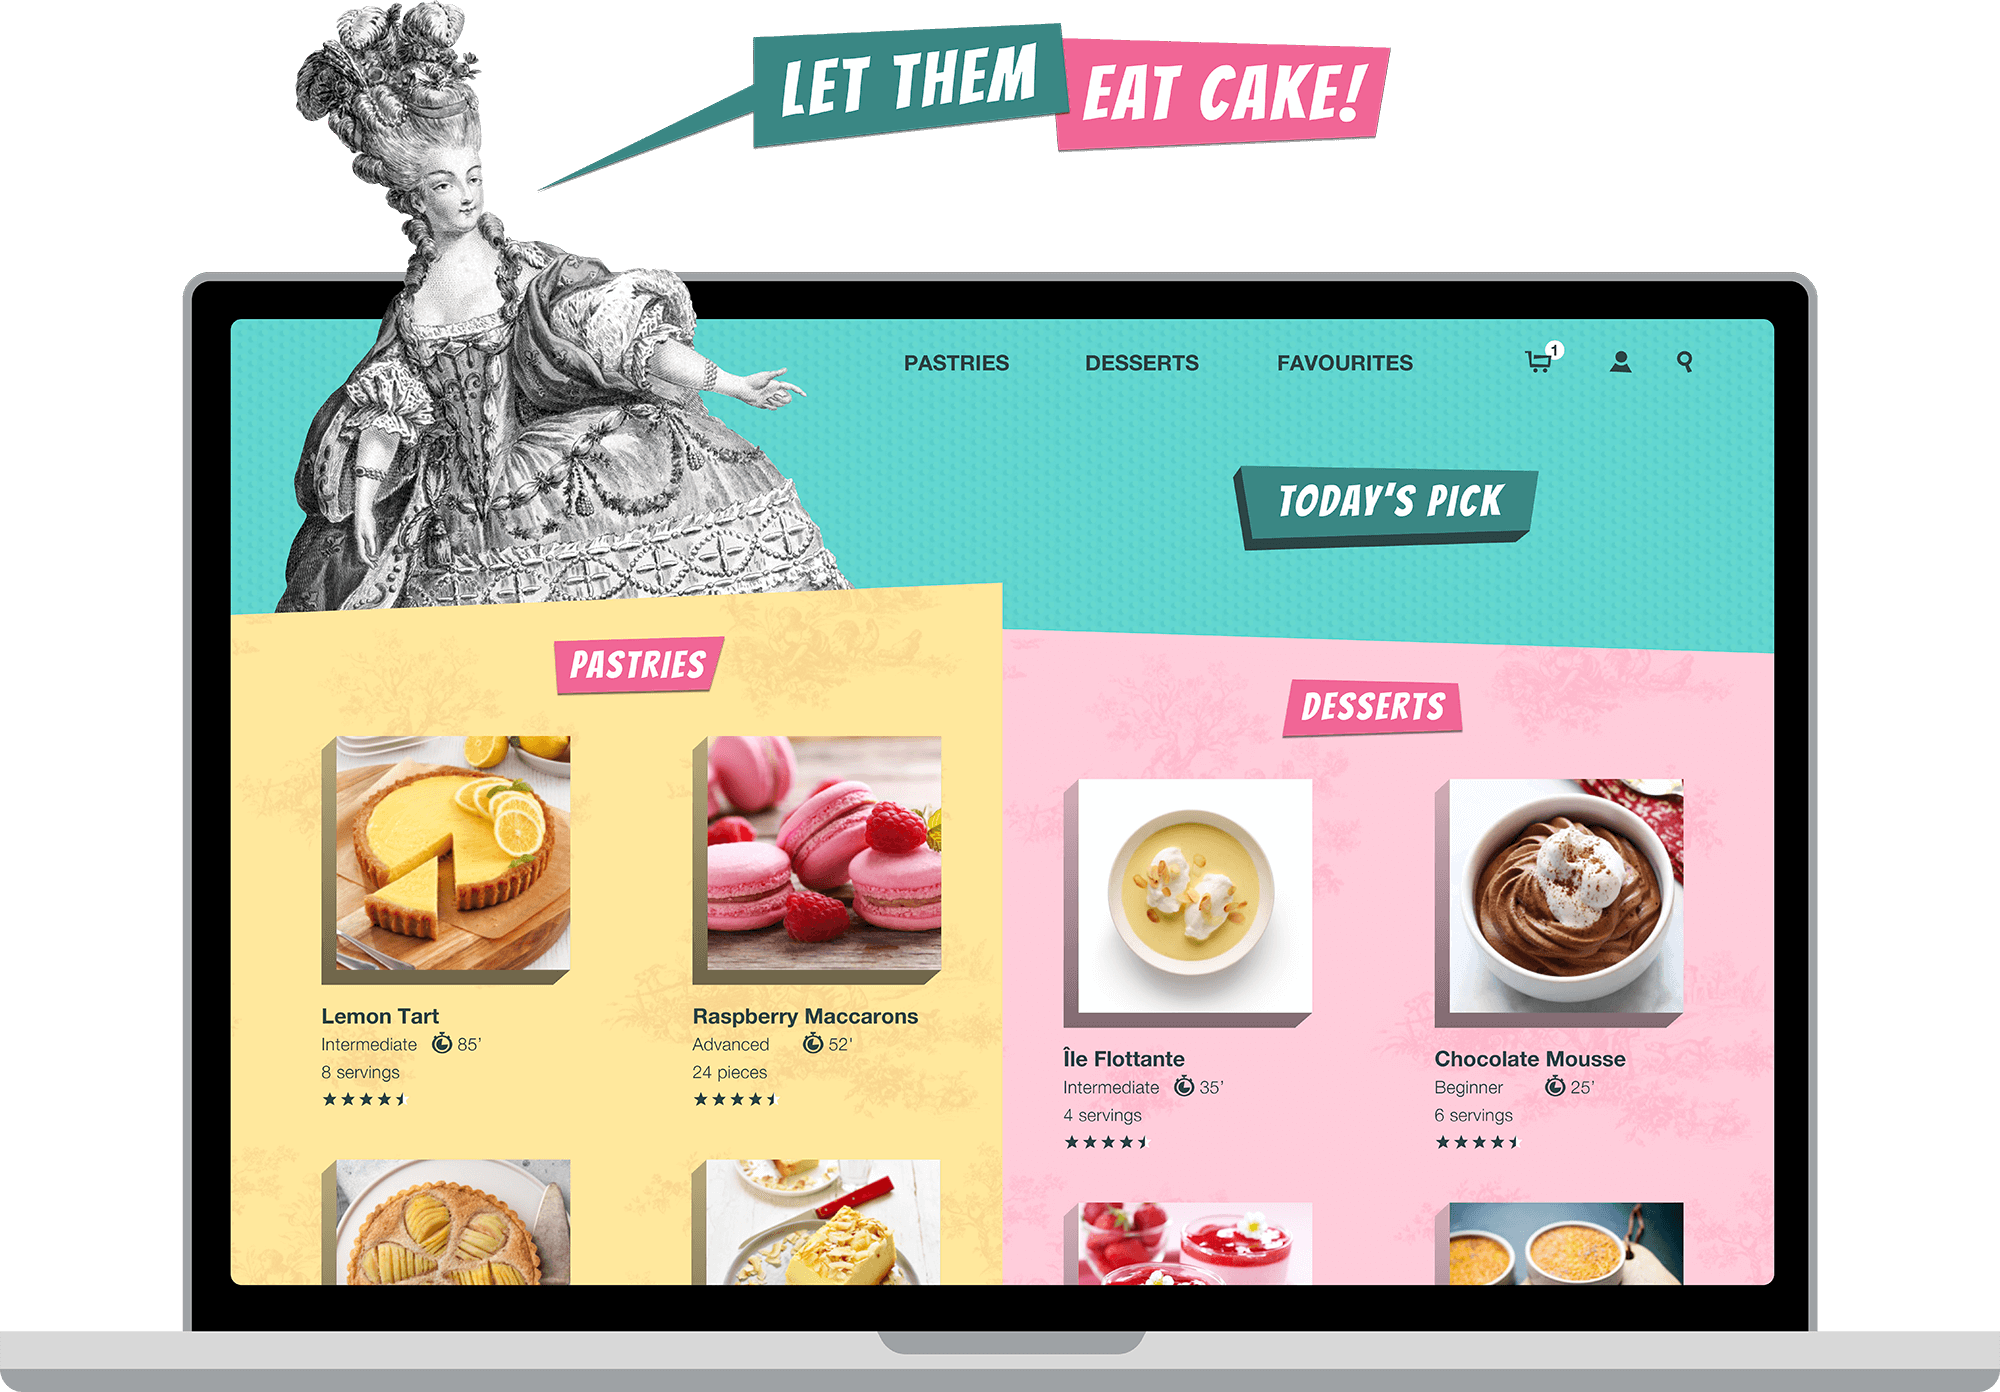 LET THEM
EAT CAKE!
PASTRIES
DESSERTS
FAVOURITES
1
TODAY'S PICK
PASTRIES
Lemon Tart
Intermediate 85'
8 servings
Raspberry Maccarons
Advanced 52'
24 pieces
DESSERTS
Île Flottante
Intermediate 35'
4 servings
Chocolate Mousse
Beginner 25'
6 servings